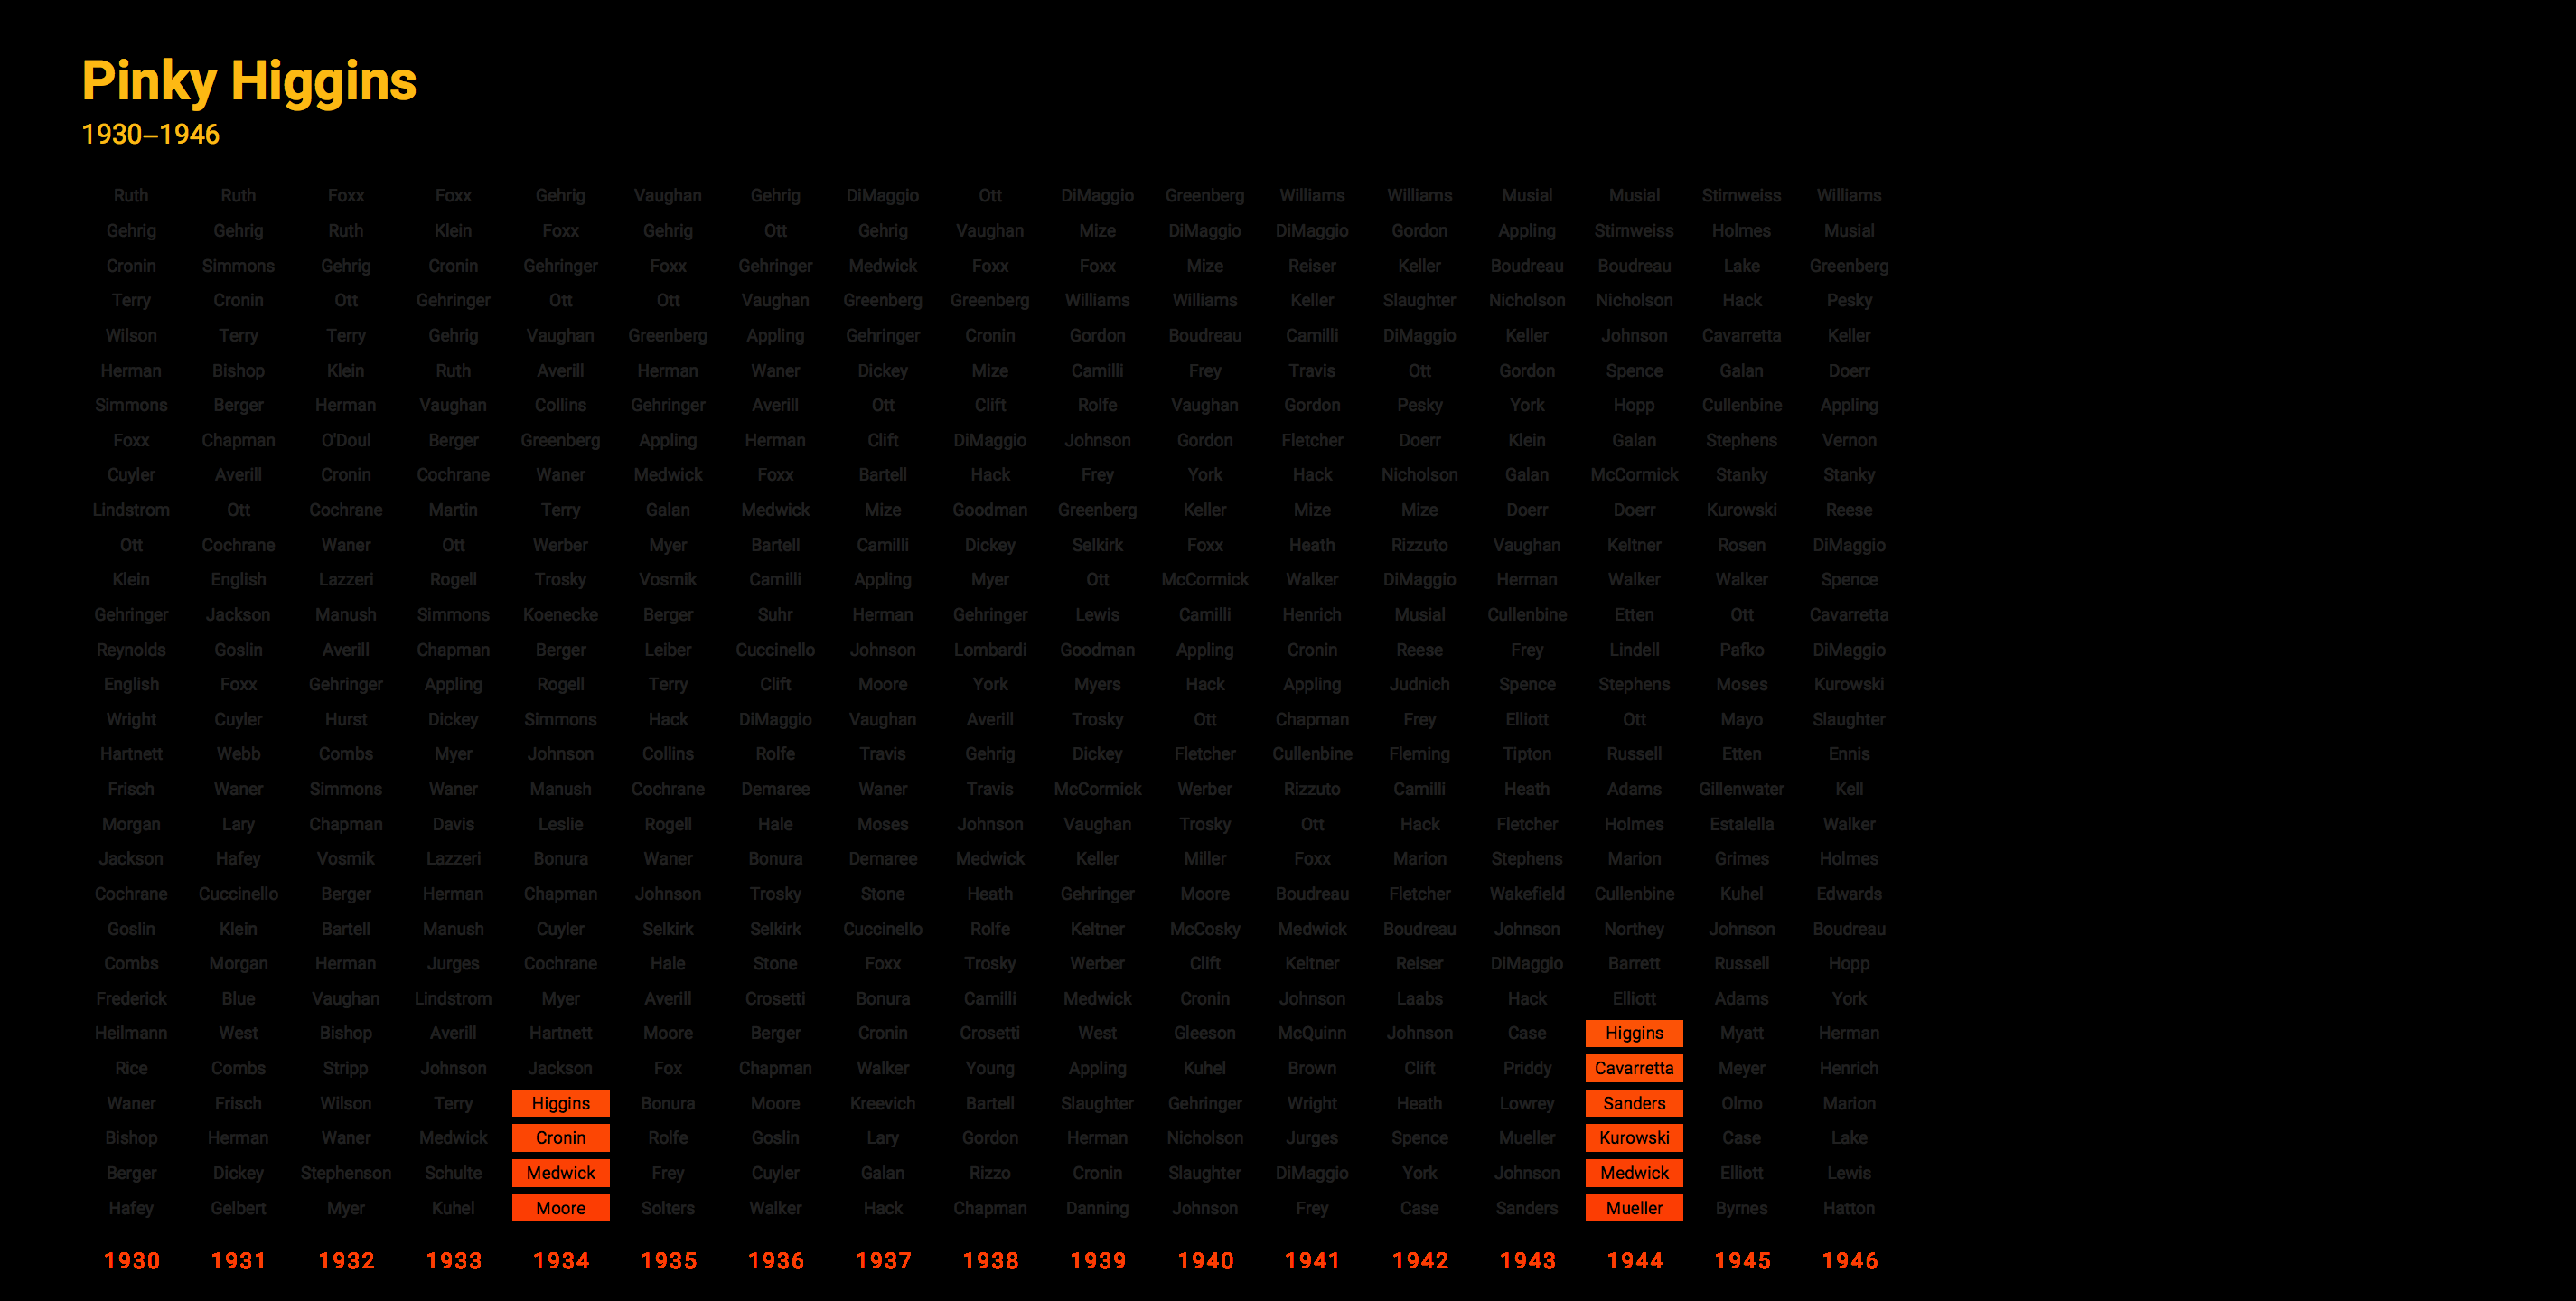 Pinky Higgins
1930–1946
Ruth Ruth Foxx Foxx Gehrig Vaughan Gehrig DiMaggio Ott DiMaggio Greenberg Williams Williams Musial Musial Stirnweiss Williams
Gehrig Gehrig Ruth Klein Foxx Gehrig Ott Gehrig Vaughan Mize DiMaggio DiMaggio Gordon Appling Stirnweiss Holmes Musial
Cronin Simmons Gehrig Cronin Gehringer Foxx Gehringer Medwick Foxx Foxx Mize Reiser Keller Boudreau Boudreau Lake Greenberg
Terry Cronin Ott Gehringer Ott Ott Vaughan Greenberg Greenberg Williams Williams Keller Slaughter Nicholson Nicholson Hack Pesky
Wilson Terry Terry Gehrig Vaughan Greenberg Appling Gehringer Cronin Gordon Boudreau Camilli DiMaggio Keller Johnson Cavarretta Keller
Herman Bishop Klein Ruth Averill Herman Waner Dickey Mize Camilli Frey Travis Ott Gordon Spence Galan Doerr
Simmons Berger Herman Vaughan Collins Gehringer Averill Ott Clift Rolfe Vaughan Gordon Pesky York Hopp Cullenbine Appling
Foxx Chapman O'Doul Berger Greenberg Appling Herman Clift DiMaggio Johnson Gordon Fletcher Doerr Klein Galan Stephens Vernon
Cuyler Averill Cronin Cochrane Waner Medwick Foxx Bartell Hack Frey York Hack Nicholson Galan McCormick Stanky Stanky
Lindstrom Ott Cochrane Martin Terry Galan Medwick Mize Goodman Greenberg Keller Mize Mize Doerr Doerr Kurowski Reese
Ott Cochrane Waner Ott Werber Myer Bartell Camilli Dickey Selkirk Foxx Heath Rizzuto Vaughan Keltner Rosen DiMaggio
Klein English Lazzeri Rogell Trosky Vosmik Camilli Appling Myer Ott McCormick Walker DiMaggio Herman Walker Walker Spence
Gehringer Jackson Manush Simmons Koenecke Berger Suhr Herman Gehringer Lewis Camilli Henrich Musial Cullenbine Etten Ott Cavarretta
Reynolds Goslin Averill Chapman Berger Leiber Cuccinello Johnson Lombardi Goodman Appling Cronin Reese Frey Lindell Pafko DiMaggio
English Foxx Gehringer Appling Rogell Terry Clift Moore York Myers Hack Appling Judnich Spence Stephens Moses Kurowski
Wright Cuyler Hurst Dickey Simmons Hack DiMaggio Vaughan Averill Trosky Ott Chapman Frey Elliott Ott Mayo Slaughter
Hartnett Webb Combs Myer Johnson Collins Rolfe Travis Gehrig Dickey Fletcher Cullenbine Fleming Tipton Russell Etten Ennis
Frisch Waner Simmons Waner Manush Cochrane Demaree Waner Travis McCormick Werber Rizzuto Camilli Heath Adams Gillenwater Kell
Morgan Lary Chapman Davis Leslie Rogell Hale Moses Johnson Vaughan Trosky Ott Hack Fletcher Holmes Estalella Walker
Jackson Hafey Vosmik Lazzeri Bonura Waner Bonura Demaree Medwick Keller Miller Foxx Marion Stephens Marion Grimes Holmes
Cochrane Cuccinello Berger Herman Chapman Johnson Trosky Stone Heath Gehringer Moore Boudreau Fletcher Wakefield Cullenbine Kuhel Edwards
Goslin Klein Bartell Manush Cuyler Selkirk Selkirk Cuccinello Rolfe Keltner McCosky Medwick Boudreau Johnson Northey Johnson Boudreau
Combs Morgan Herman Jurges Cochrane Hale Stone Foxx Trosky Werber Clift Keltner Reiser DiMaggio Barrett Russell Hopp
Frederick Blue Vaughan Lindstrom Myer Averill Crosetti Bonura Camilli Medwick Cronin Johnson Laabs Hack Elliott Adams York
Heilmann West Bishop Averill Hartnett Moore Berger Cronin Crosetti West Gleeson McQuinn Johnson Case Higgins Myatt Herman
Rice Combs Stripp Johnson Jackson Fox Chapman Walker Young Appling Kuhel Brown Clift Priddy Cavarretta Meyer Henrich
Waner Frisch Wilson Terry Higgins Bonura Moore Kreevich Bartell Slaughter Gehringer Wright Heath Lowrey Sanders Olmo Marion
Bishop Herman Waner Medwick Cronin Rolfe Goslin Lary Gordon Herman Nicholson Jurges Spence Mueller Kurowski Case Lake
Berger Dickey Stephenson Schulte Medwick Frey Cuyler Galan Rizzo Cronin Slaughter DiMaggio York Johnson Medwick Elliott Lewis
Hafey Gelbert Myer Kuhel Moore Solters Walker Hack Chapman Danning Johnson Frey Case Sanders Mueller Byrnes Hatton
1930 1931 1932 1933 1934 1935 1936 1937 1938 1939 1940 1941 1942 1943 1944 1945 1946